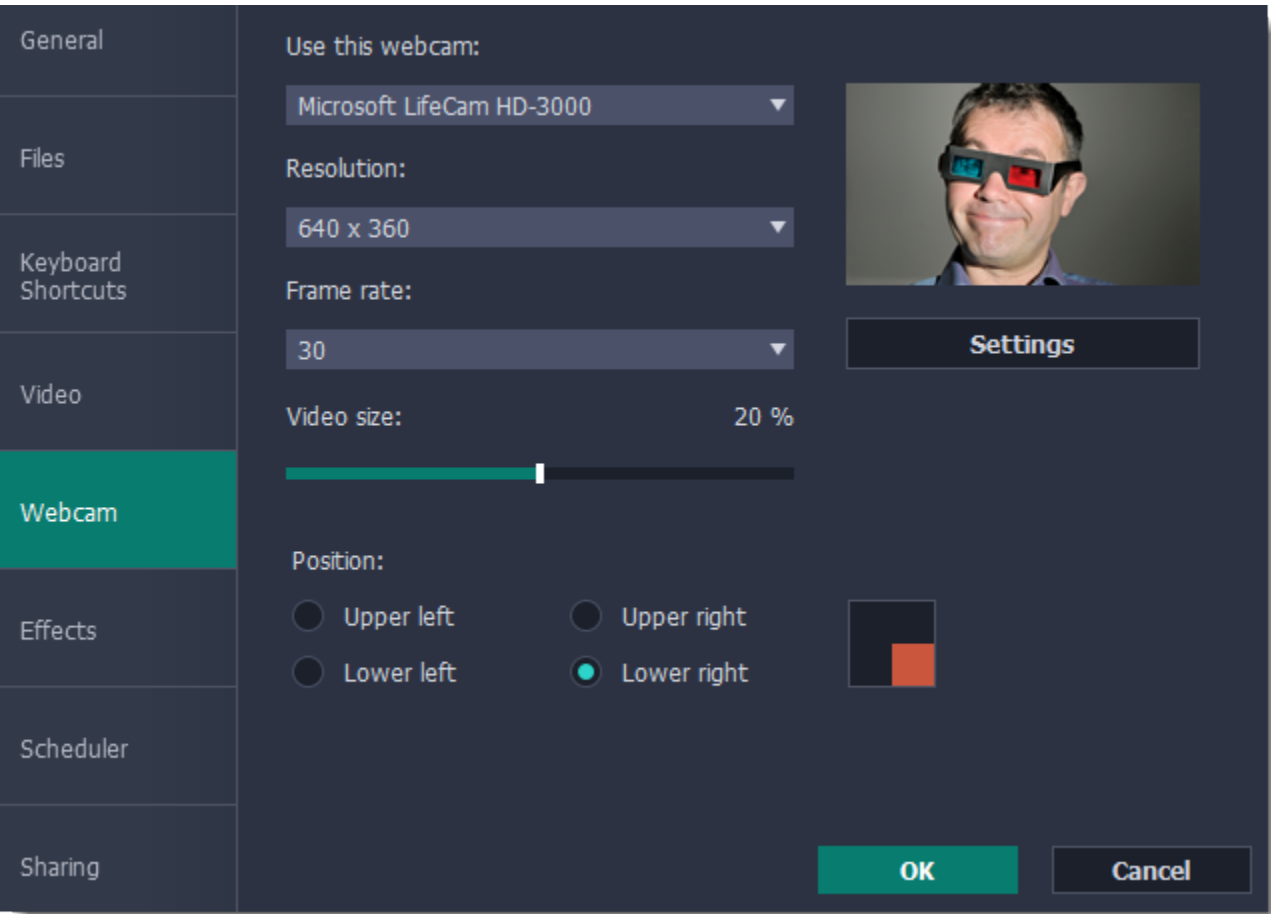 General
Files
Keyboard
Shortcuts
Video
Webcam
Effects
Scheduler
Sharing
Use this webcam:
Microsoft LifeCam HD-3000
Resolution:
640 x 360
Frame rate:
30
Video size: 20 %
Settings
Position:
Upper left Upper right
Lower left Lower right
OK Cancel